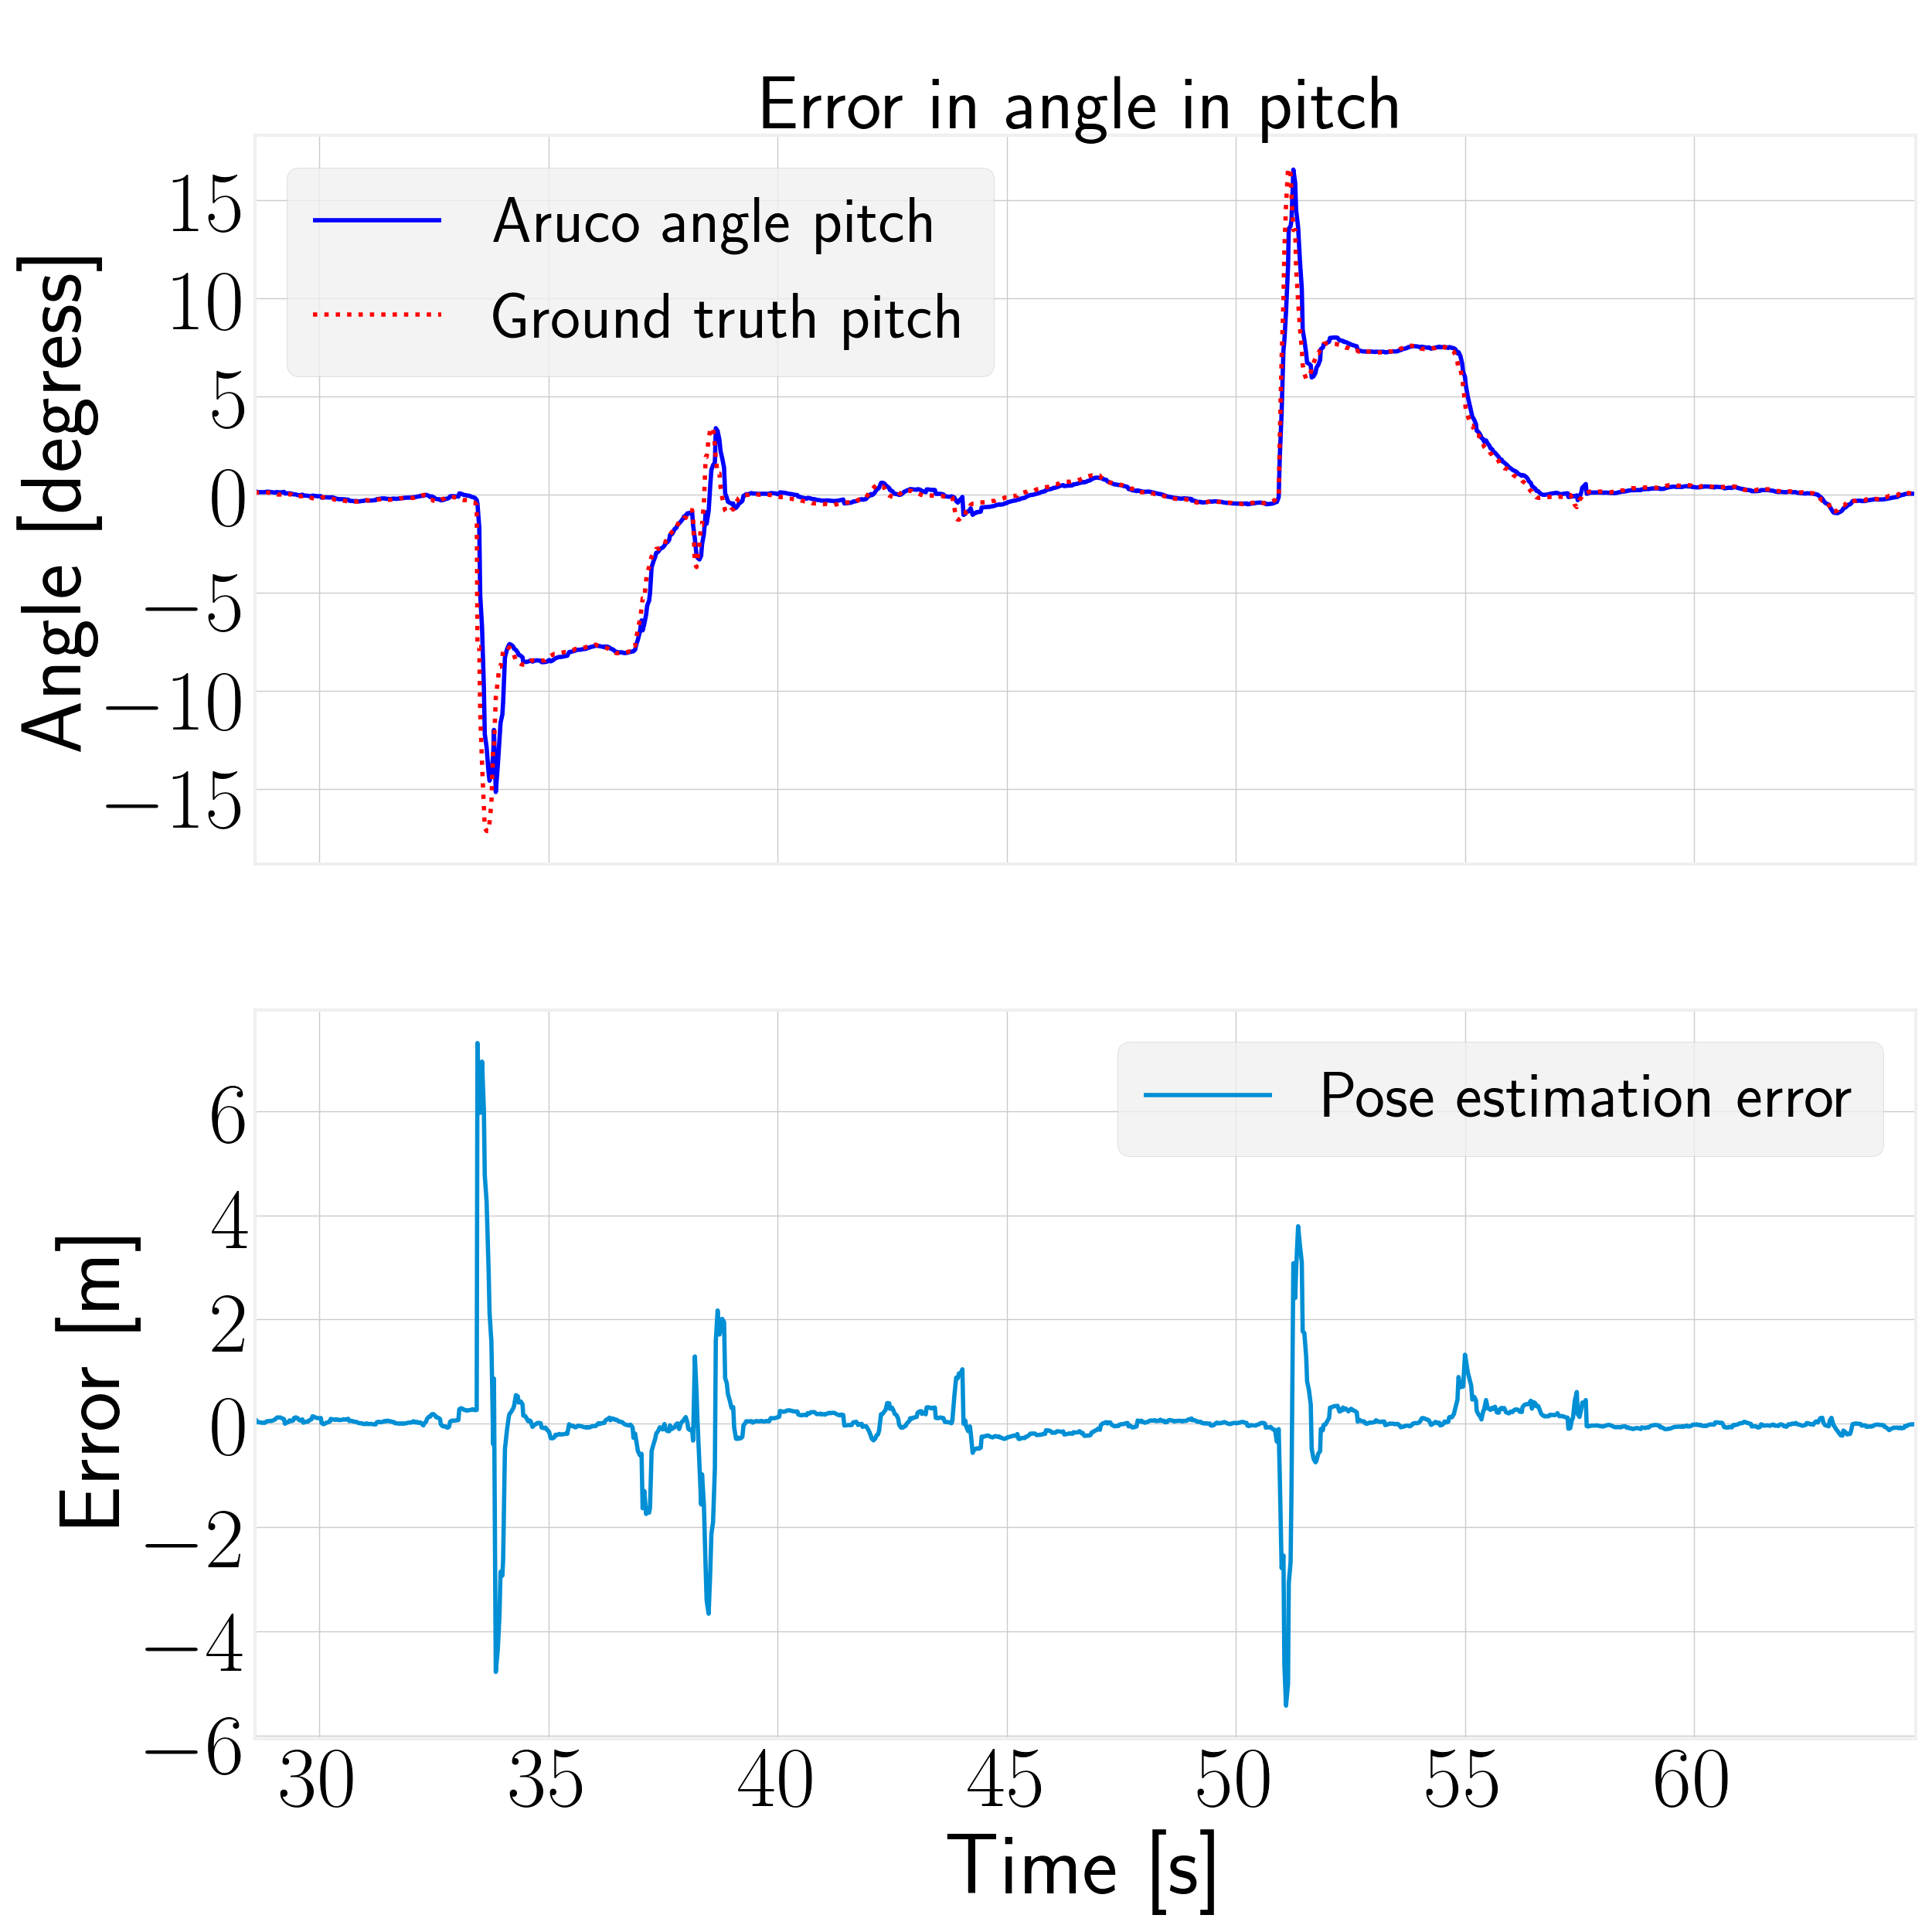 Error in angle in pitch
Angle [degress]
15
10
5
0
−5
−10
−15
Aruco angle pitch
Ground truth pitch
Error [m]
6
4
2
0
−2
−4
−6
Pose estimation error
30 35 40 45 50 55 60
Time [s]